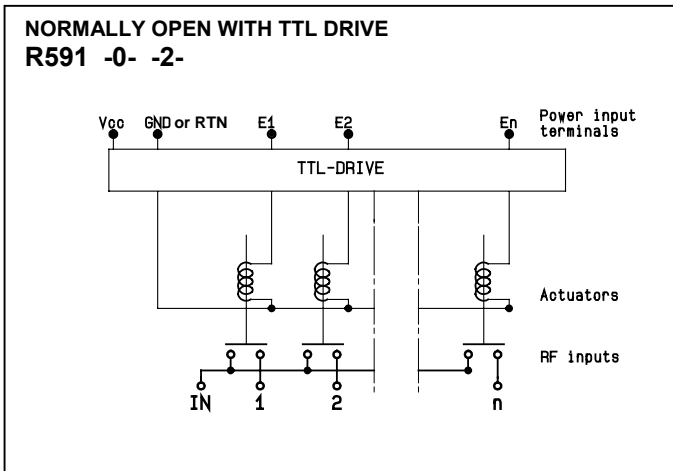 NORMALLY OPEN WITH TTL DRIVE
R591 -0- -2-
Vcc GND or RTN E1 E2 En Power input
terminals
TTL-DRIVE
Actuators
RF inputs
IN 1 2 n